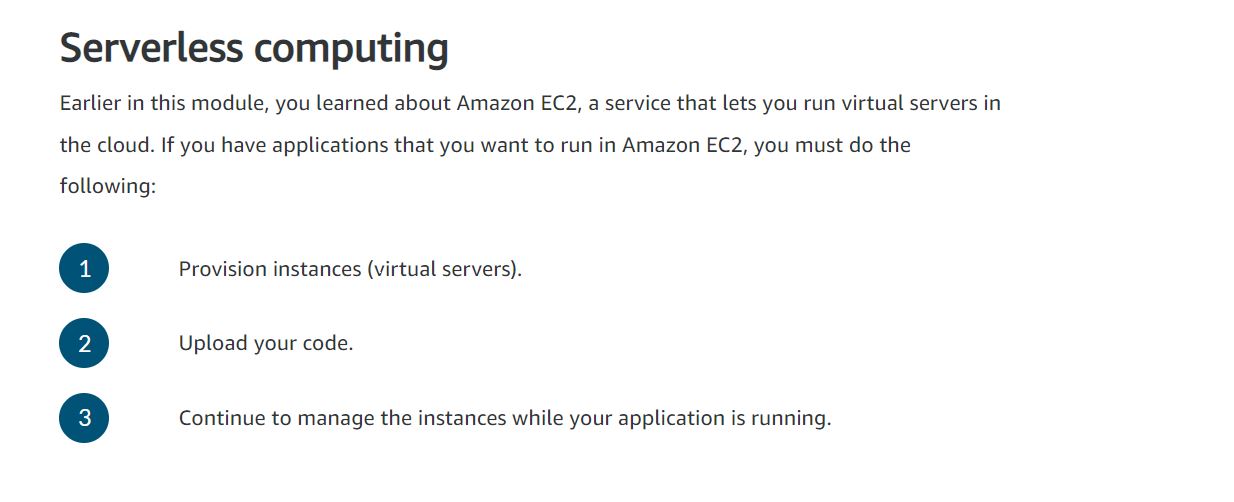 Serverless computing
Earlier in this module, you learned about Amazon EC2, a service that lets you run virtual servers in
the cloud. If you have applications that you want to run in Amazon EC2, you must do the
following:
1 Provision instances (virtual servers).
2 Upload your code.
3 Continue to manage the instances while your application is running.